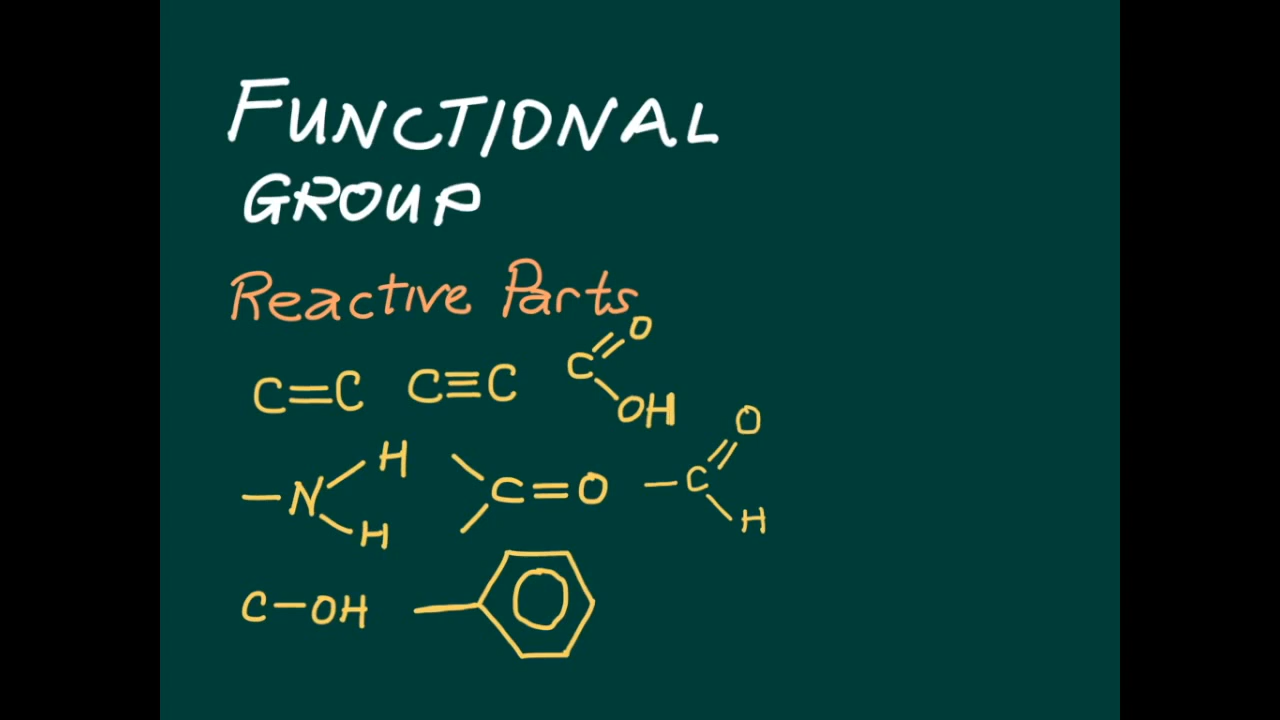 FUNCTIONAL
GROUP
Reactive Parts
C=C C≡C C O OH
N H H C=O C O H
C-OH